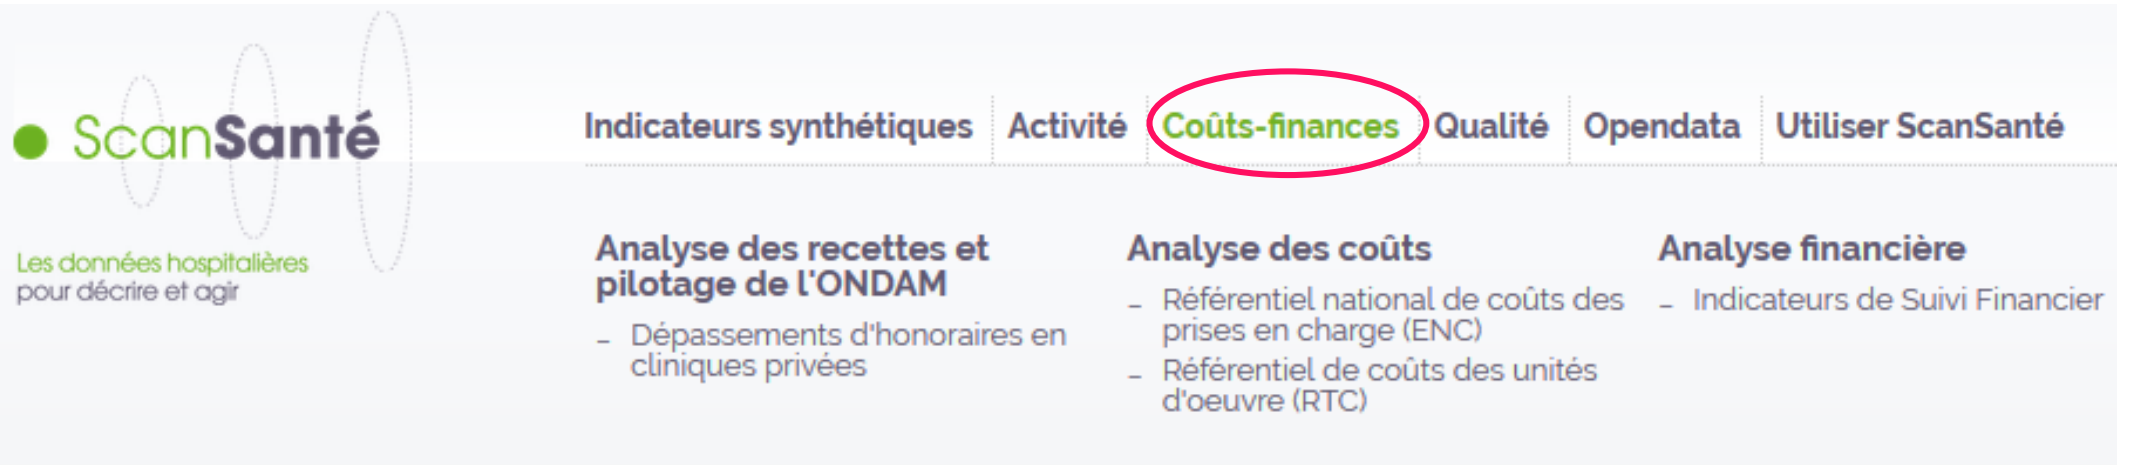 ScanSanté
Les données hospitalières
pour décrire et agir
Indicateurs synthétiques
Activité
Coûts-finances
Qualité
Opendata
Utiliser ScanSanté
Analyse des recettes et
pilotage de l'ONDAM
– Dépassements d'honoraires en
cliniques privées
Analyse des coûts
– Référentiel national de coûts des
prises en charge (ENC)
– Référentiel de coûts des unités
d'oeuvre (RTC)
Analyse financière
– Indicateurs de Suivi Financier